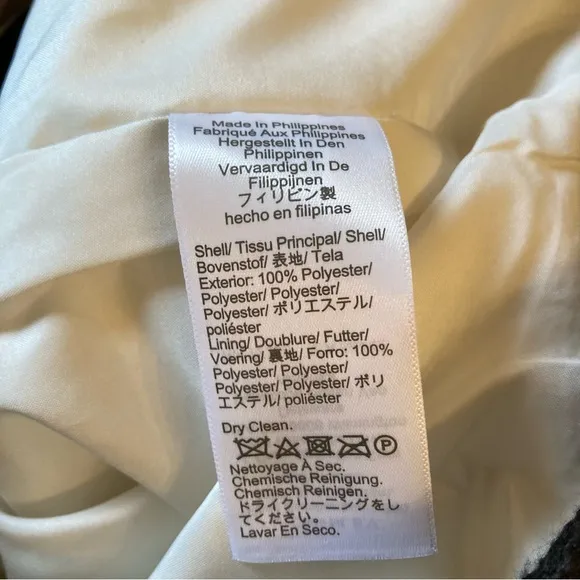 Made In Philippines
Fabriqué Aux Philippines
Hergestellt In Den
Philippinen
Vervaardigd In De
Filippijnen
フィリピン製
hecho en filipinas
Shell/ Tissu Principal/ Shell/
Bovenstof/ 表地/ Tela
Exterior: 100% Polyester/
Polyester/ Polyester/
Polyester/ ポリエステル/
poliéster
Lining/ Doublure/ Futter/
Voering/ 裏地/ Forro: 100%
Polyester/ Polyester/
Polyester/ Polyester/ ポリ
エステル/ poliéster
Dry Clean.
P
Nettoyage À Sec.
Chemische Reinigung.
Chemisch Reinigen.
ドライクリーニングをし
てください.
Lavar En Seco.